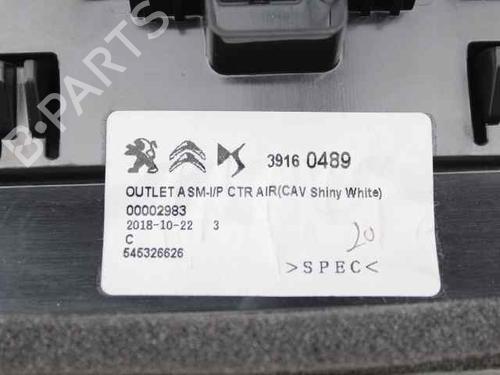 B-PARTS
3916 0489
OUTLET ASM-I/P CTR AIR(CAV Shiny White)
00002983
2018-10-22 3
C
545326626
20
>SPEC<